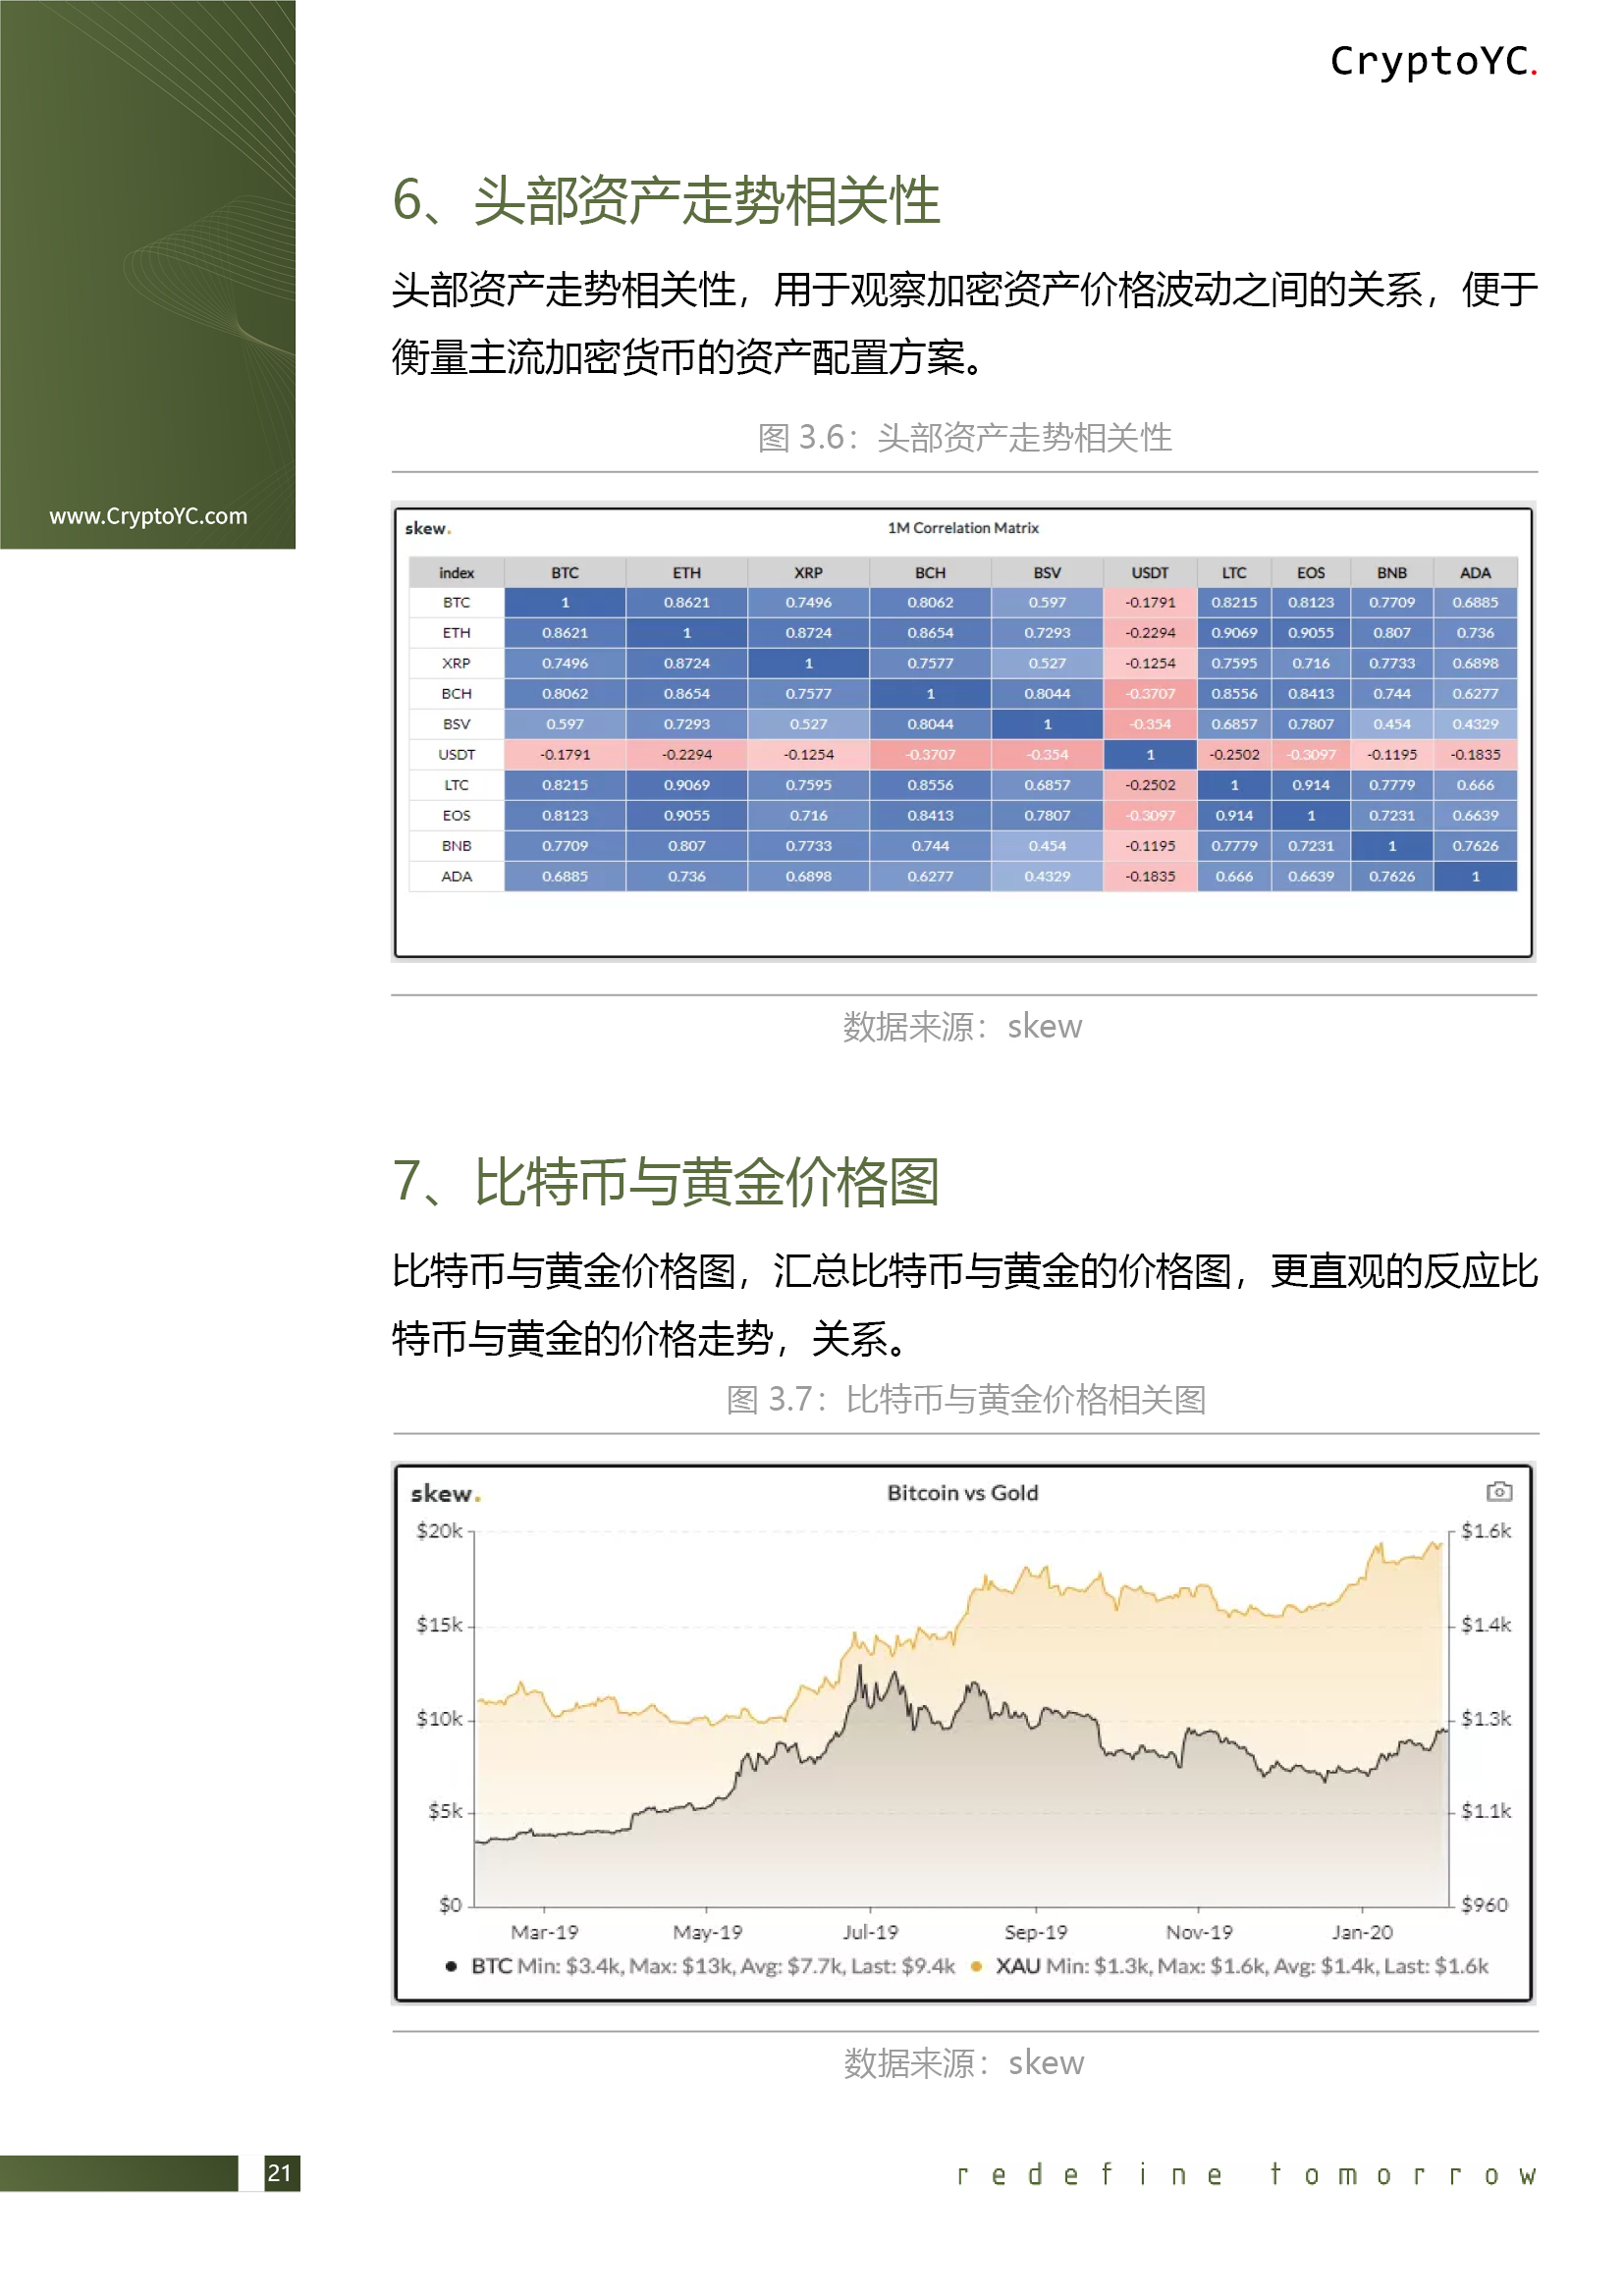 CryptoYC.
www.CryptoYC.com
6、头部资产走势相关性
头部资产走势相关性，用于观察加密资产价格波动之间的关系，便于
衡量主流加密货币的资产配置方案。
图 3.6：头部资产走势相关性
skew.
1M Correlation Matrix
index BTC ETH XRP BCH BSV USDT LTC EOS BNB ADA
BTC 1 0.8621 0.7496 0.8062 0.597 -0.1791 0.8215 0.8123 0.7709 0.6885
ETH 0.8621 1 0.8724 0.8654 0.7293 -0.2294 0.9069 0.9055 0.807 0.736
XRP 0.7496 0.8724 1 0.7577 0.527 -0.1254 0.7595 0.716 0.7733 0.6898
BCH 0.8062 0.8654 0.7577 1 0.8044 -0.3707 0.8556 0.8413 0.744 0.6277
BSV 0.597 0.7293 0.527 0.8044 1 -0.354 0.6857 0.7807 0.454 0.4329
USDT -0.1791 -0.2294 -0.1254 -0.3707 -0.354 1 -0.2502 -0.3097 -0.1195 -0.1835
LTC 0.8215 0.9069 0.7595 0.8556 0.6857 -0.2502 1 0.914 0.7779 0.666
EOS 0.8123 0.9055 0.716 0.8413 0.7807 -0.3097 0.914 1 0.7231 0.6639
BNB 0.7709 0.807 0.7733 0.744 0.454 -0.1195 0.7779 0.7231 1 0.7626
ADA 0.6885 0.736 0.6898 0.6277 0.4329 -0.1835 0.666 0.6639 0.7626 1
数据来源：skew
7、比特币与黄金价格图
比特币与黄金价格图，汇总比特币与黄金的价格图，更直观的反应比
特币与黄金的价格走势，关系。
图 3.7：比特币与黄金价格相关图
skew.
Bitcoin vs Gold
$20k $1.6k
$15k $1.4k
$10k $1.3k
$5k $1.1k
$0 $960
Mar-19 May-19 Jul-19 Sep-19 Nov-19 Jan-20
BTC Min: $3.4k, Max: $13k, Avg: $7.7k, Last: $9.4k XAU Min: $1.3k, Max: $1.6k, Avg: $1.4k, Last: $1.6k
数据来源：skew
21
redefine tomorrow